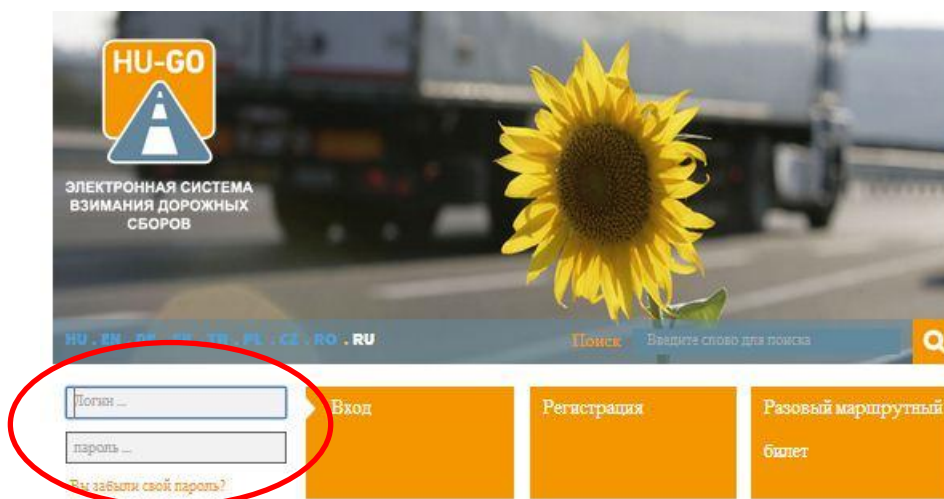 HU-GO
ЭЛЕКТРОННАЯ СИСТЕМА
ВЗИМАНИЯ ДОРОЖНЫХ
СБОРОВ
HU . EN . DE . . TR . PL . CZ . RO . RU
Поиск Введите слово для поиска
Логин ...
Вход
Регистрация
Разовый маршрутный
билет
пароль ...
Вы забыли свой пароль?